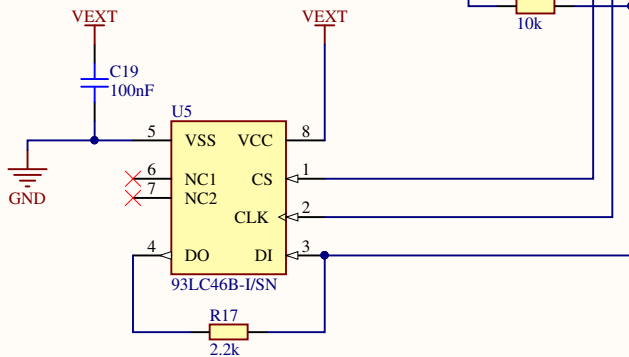 VEXT
VEXT
10k
C19
100nF
U5
5 VSS VCC 8
6 NC1 CS 1
7 NC2
CLK 2
4 DO DI 3
GND
93LC46B-I/SN
R17
2.2k